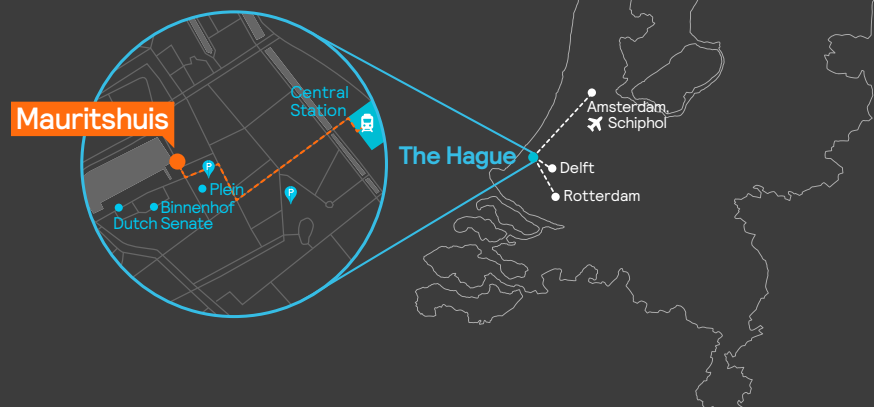 Central
Station
Mauritshuis
P
Plein
P
Binnenhof
Dutch Senate
The Hague
Amsterdam,
Schiphol
Delft
Rotterdam